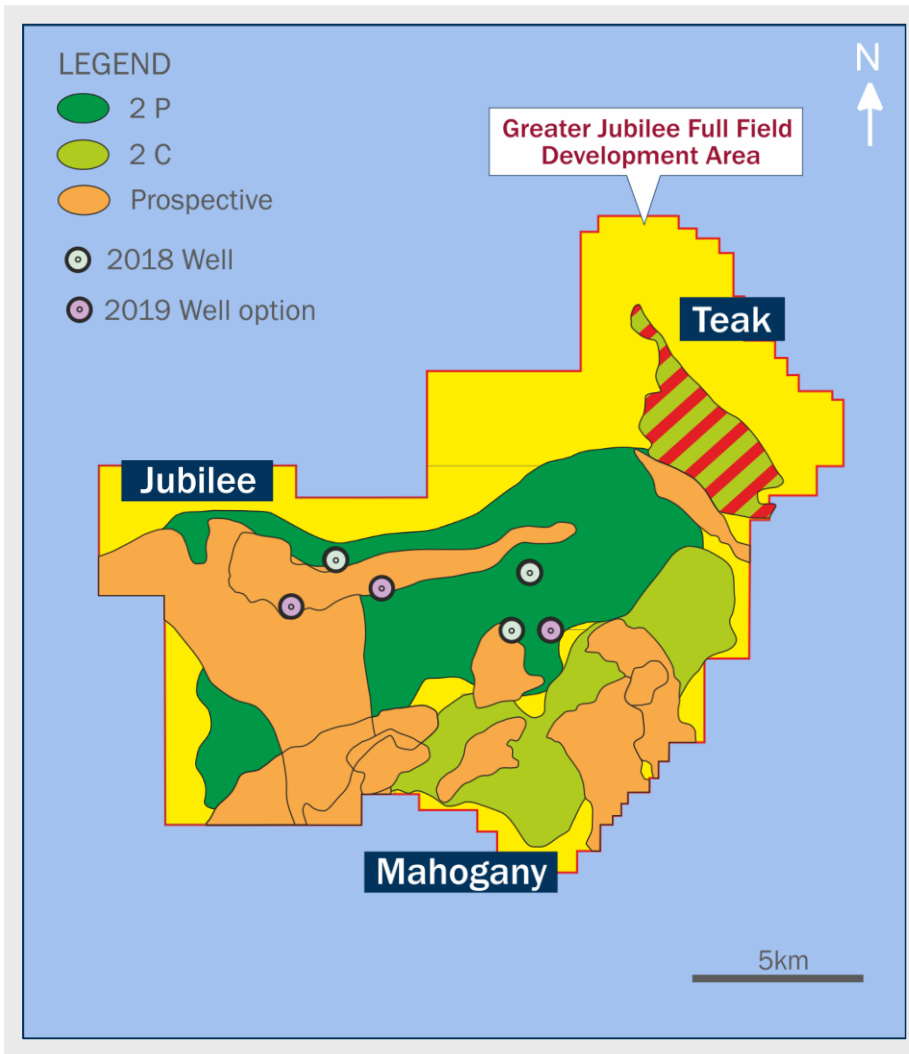 LEGEND
2 P
2 C
Prospective
2018 Well
2019 Well option
N
Greater Jubilee Full Field
Development Area
Teak
Jubilee
Mahogany
5km